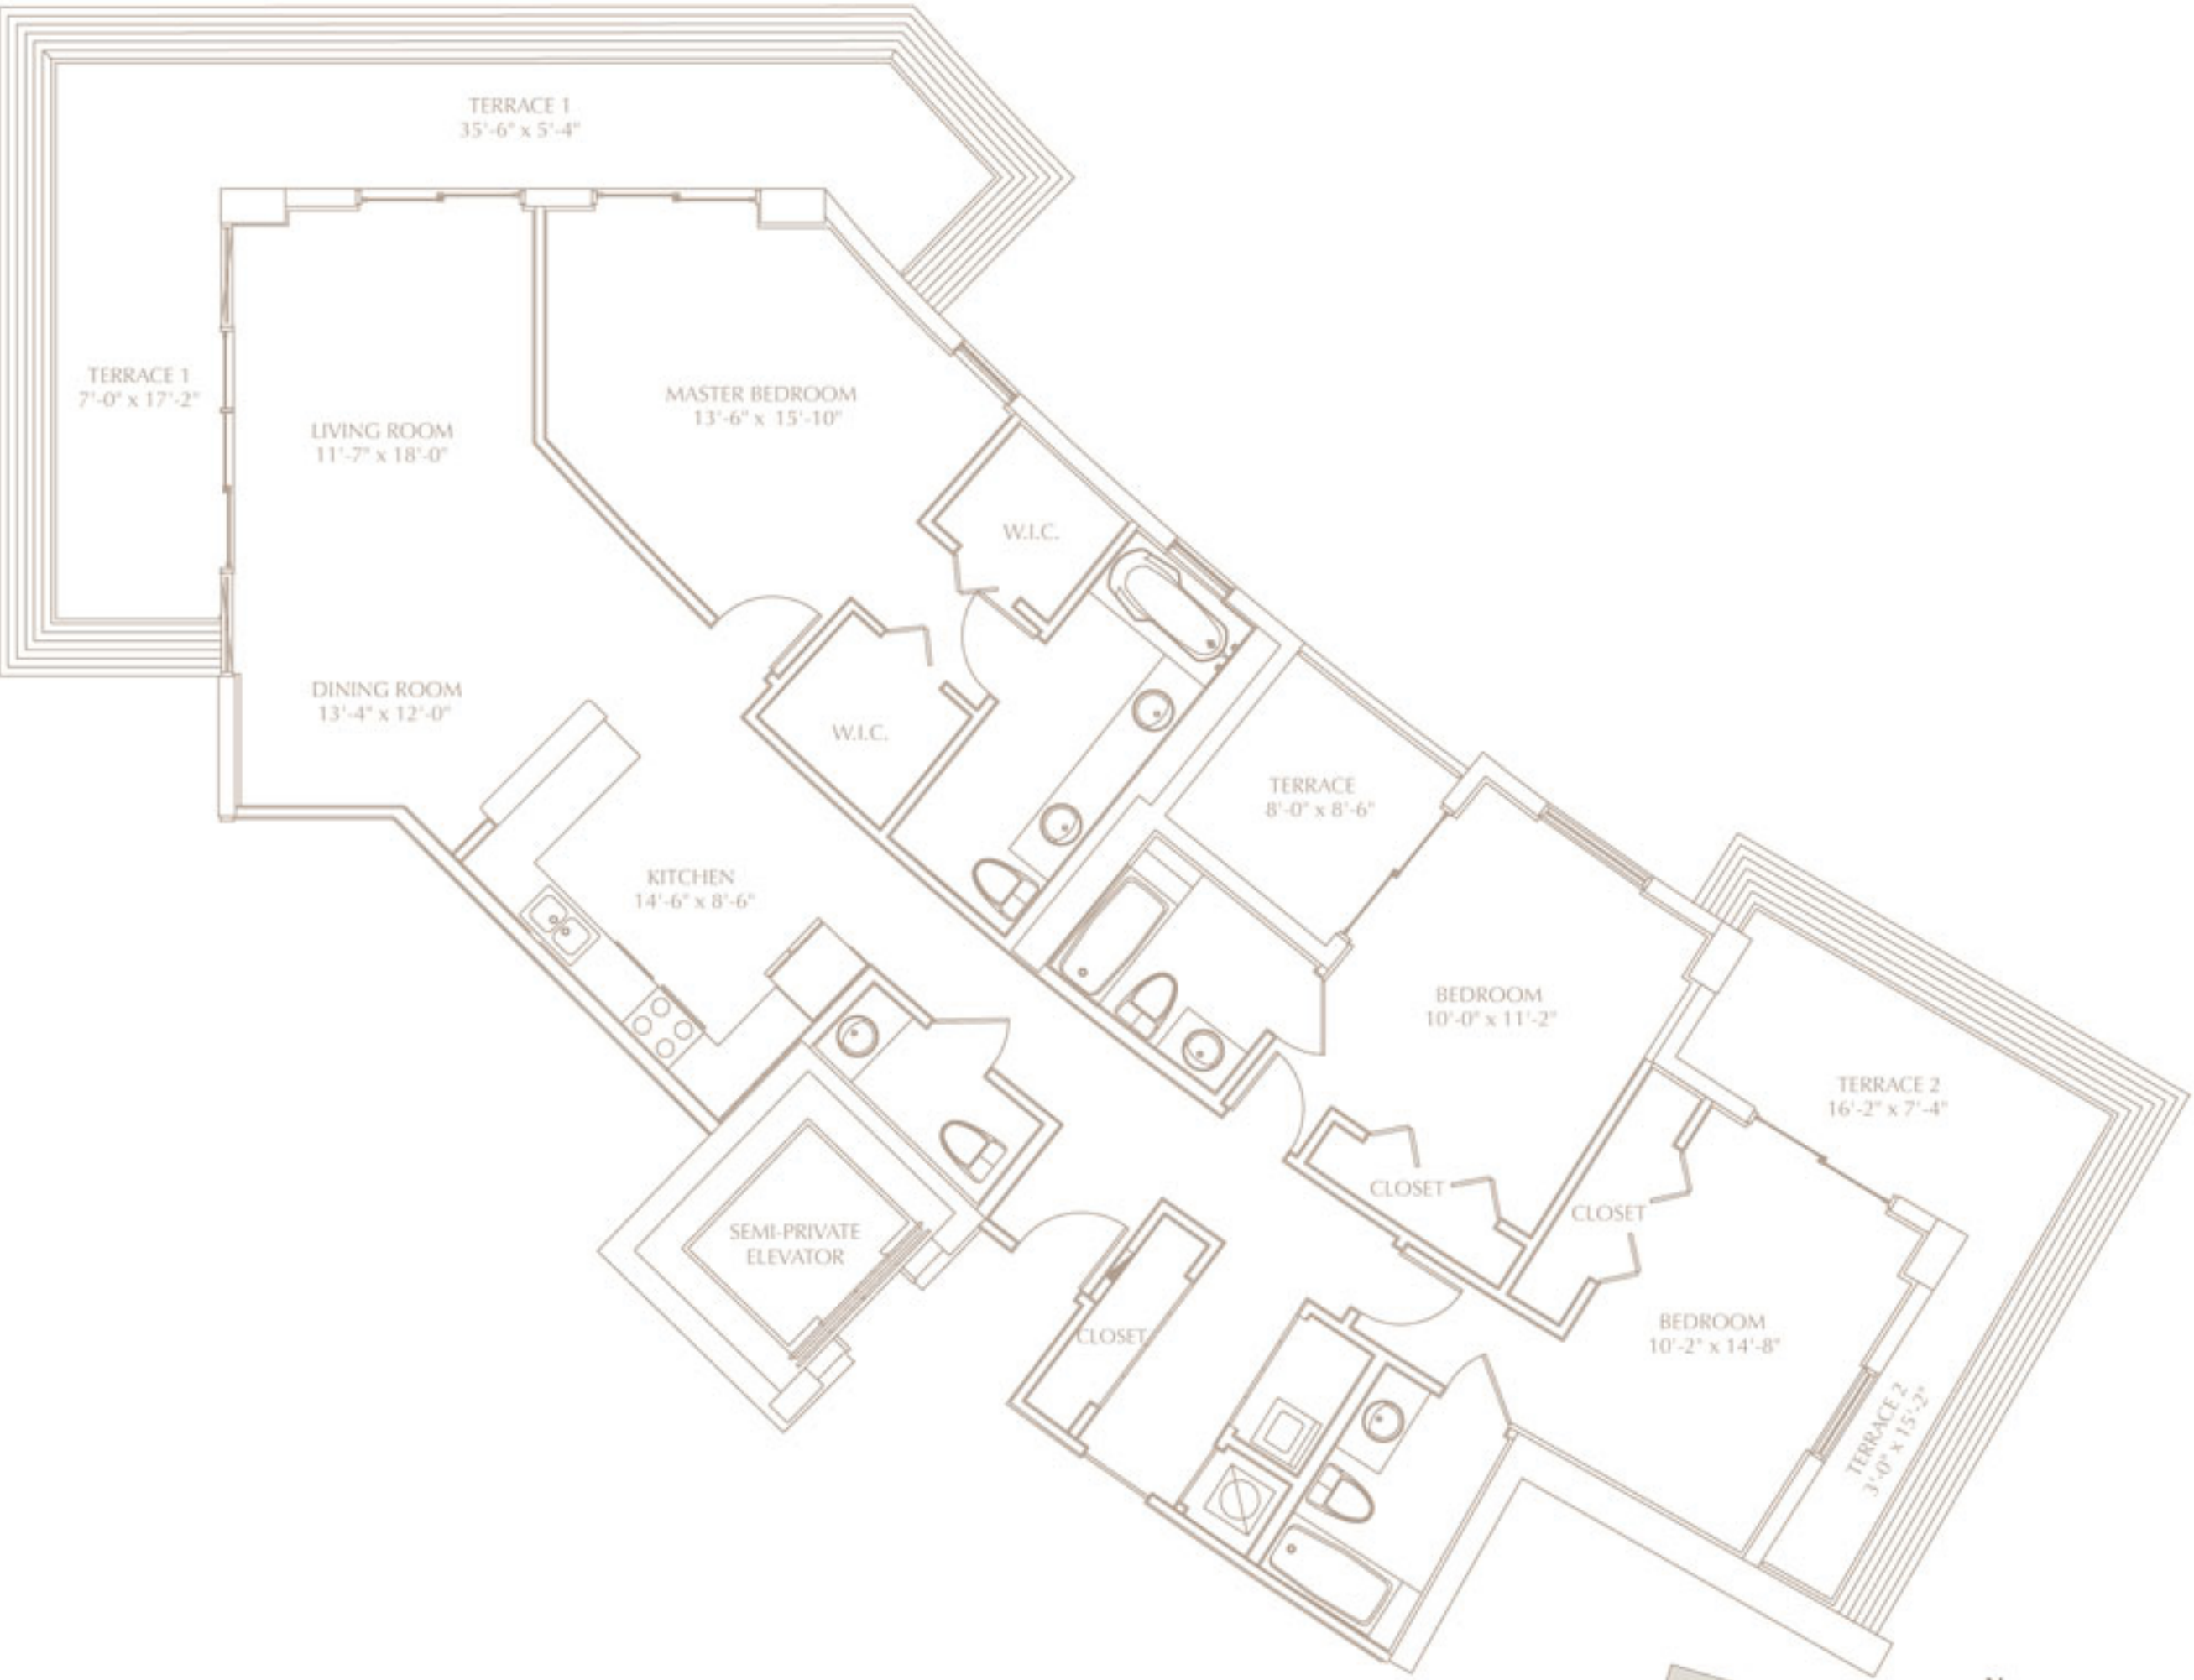 TERRACE 1
35'-6" x 5'-4"
TERRACE 1
7'-0" x 17'-2"
LIVING ROOM
11'-7" x 18'-0"
MASTER BEDROOM
13'-6" x 15'-10"
W.I.C.
DINING ROOM
13'-4" x 12'-0"
W.I.C.
KITCHEN
14'-6" x 8'-6"
TERRACE
8'-0" x 8'-6"
BEDROOM
10'-0" x 11'-2"
TERRACE 2
16'-2" x 7'-4"
CLOSET
CLOSET
SEMI-PRIVATE
ELEVATOR
CLOSET
BEDROOM
10'-2" x 14'-8"
TERRACE 2
3'-0" x 15'-2"